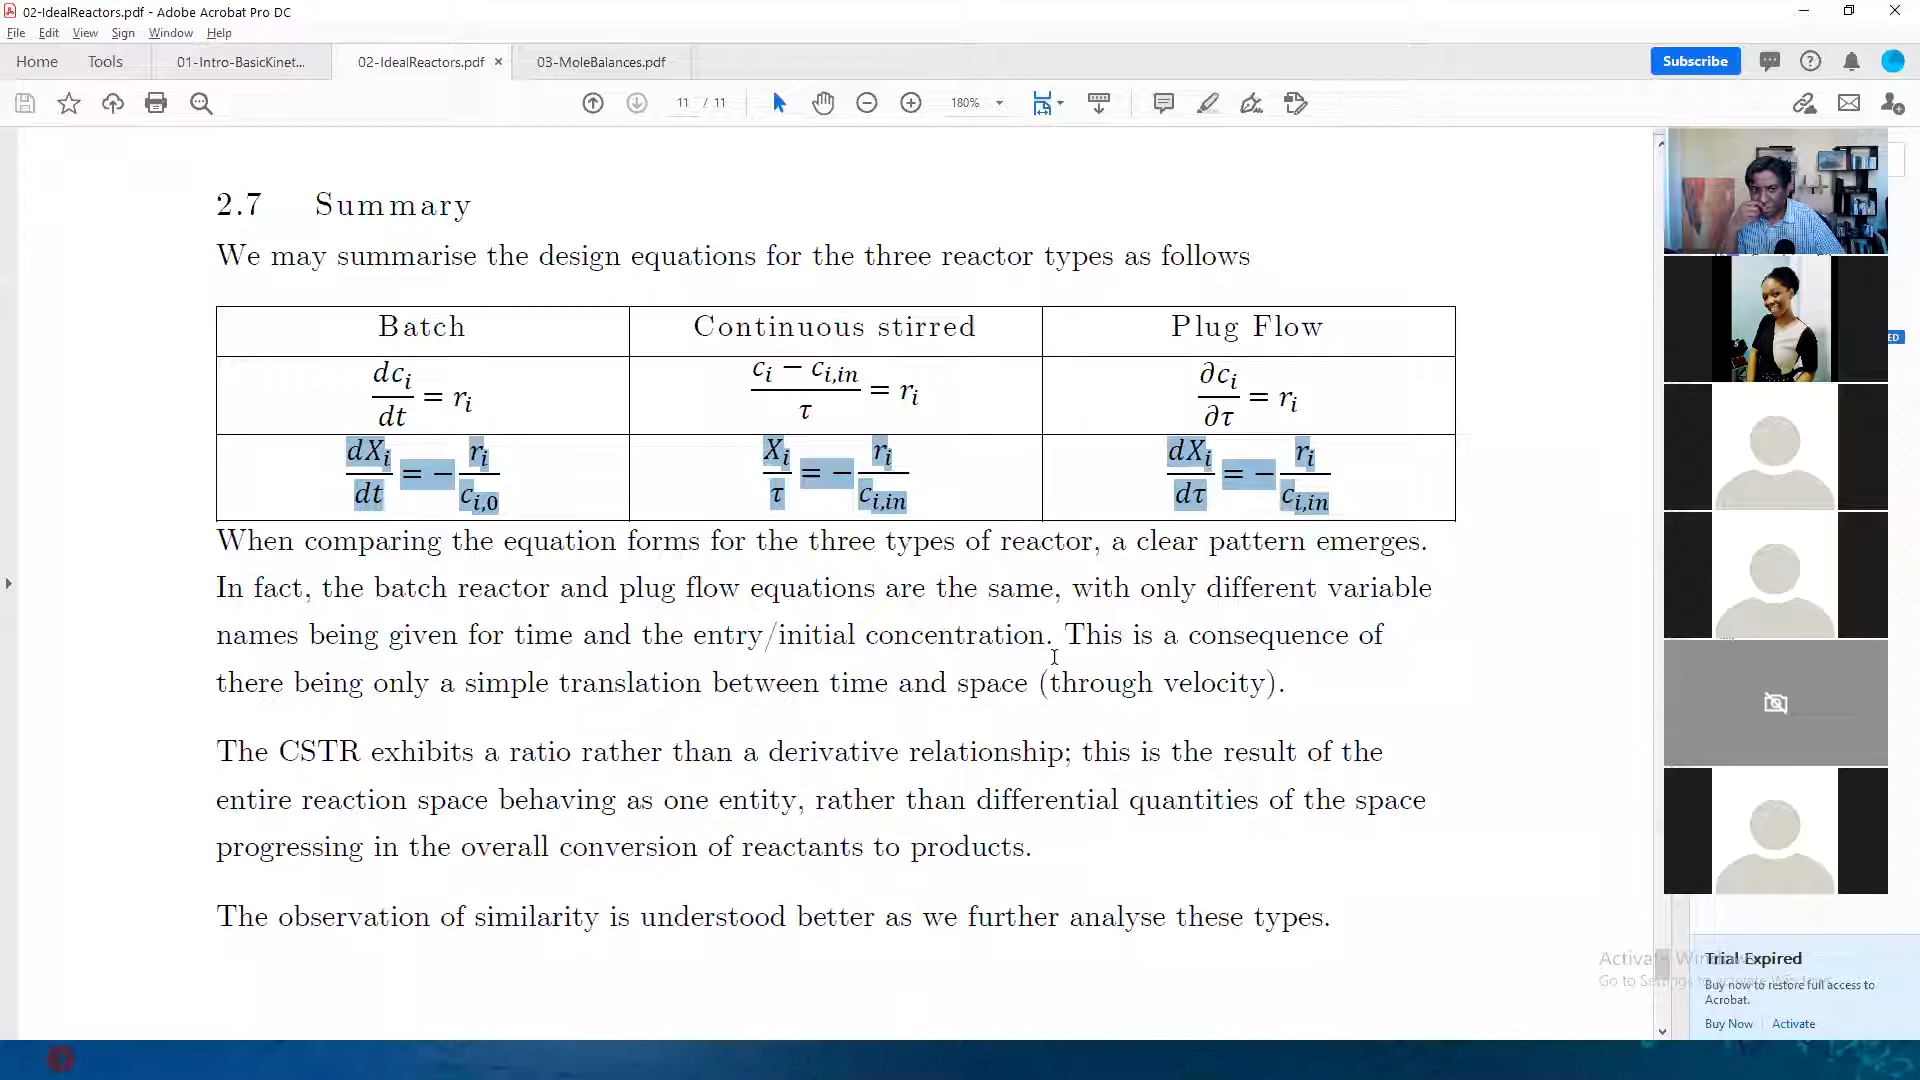 02-IdealReactors.pdf - Adobe Acrobat Pro DC
File Edit View Sign Window Help
Home Tools 01-Intro-BasicKinet... 02-IdealReactors.pdf × 03-MoleBalances.pdf Subscribe
11 / 11 180%
2.7 Summary
We may summarise the design equations for the three reactor types as follows
Batch Continuous stirred Plug Flow
dc_i/dt = r_i (c_i − c_{i,in})/τ = r_i ∂c_i/∂τ = r_i
dX_i/dt = − r_i/c_{i,0} X_i/τ = − r_i/c_{i,in} dX_i/dτ = − r_i/c_{i,in}
When comparing the equation forms for the three types of reactor, a clear pattern emerges.
In fact, the batch reactor and plug flow equations are the same, with only different variable
names being given for time and the entry/initial concentration. This is a consequence of
there being only a simple translation between time and space (through velocity).
The CSTR exhibits a ratio rather than a derivative relationship; this is the result of the
entire reaction space behaving as one entity, rather than differential quantities of the space
progressing in the overall conversion of reactants to products.
The observation of similarity is understood better as we further analyse these types.
ED
Trial Expired
Buy now to restore full access to
Acrobat.
Buy Now Activate